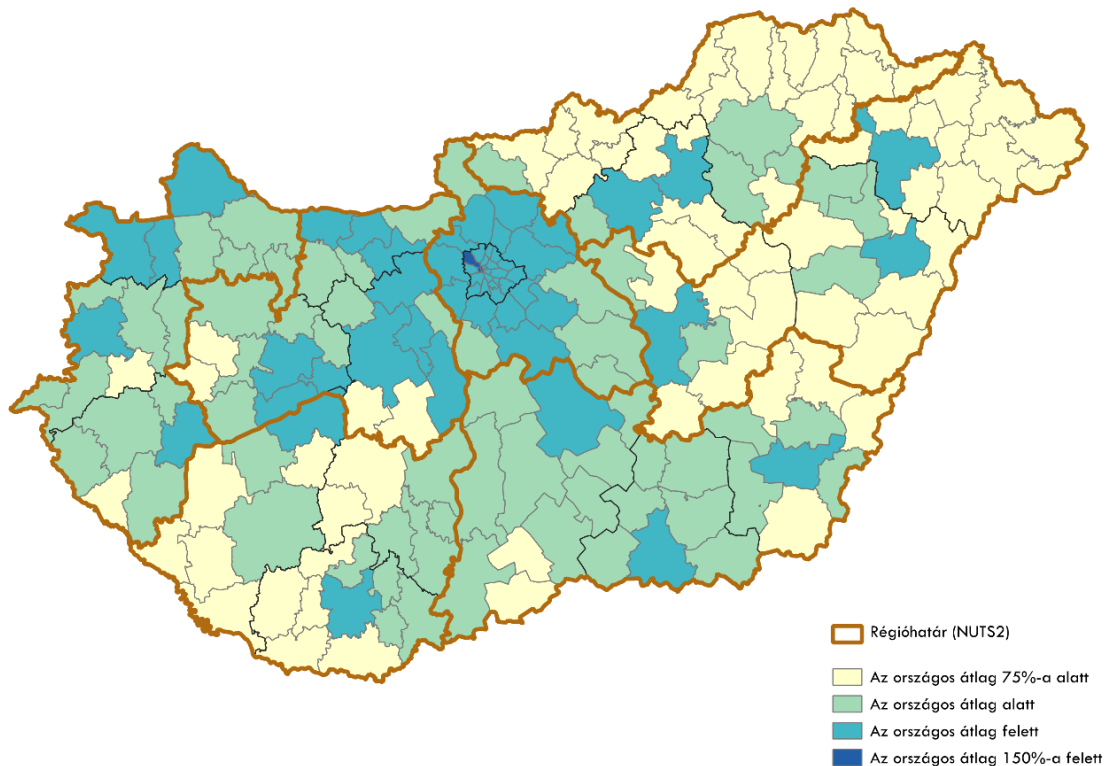 Régióhatár (NUTS2)
Az országos átlag 75%-a alatt
Az országos átlag alatt
Az országos átlag felett
Az országos átlag 150%-a felett